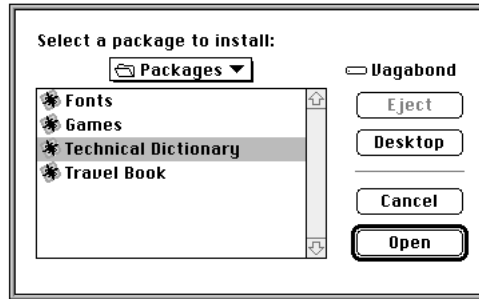 Select a package to install:
Packages
Vagabond
Fonts
Games
Technical Dictionary
Travel Book
Eject
Desktop
Cancel
Open